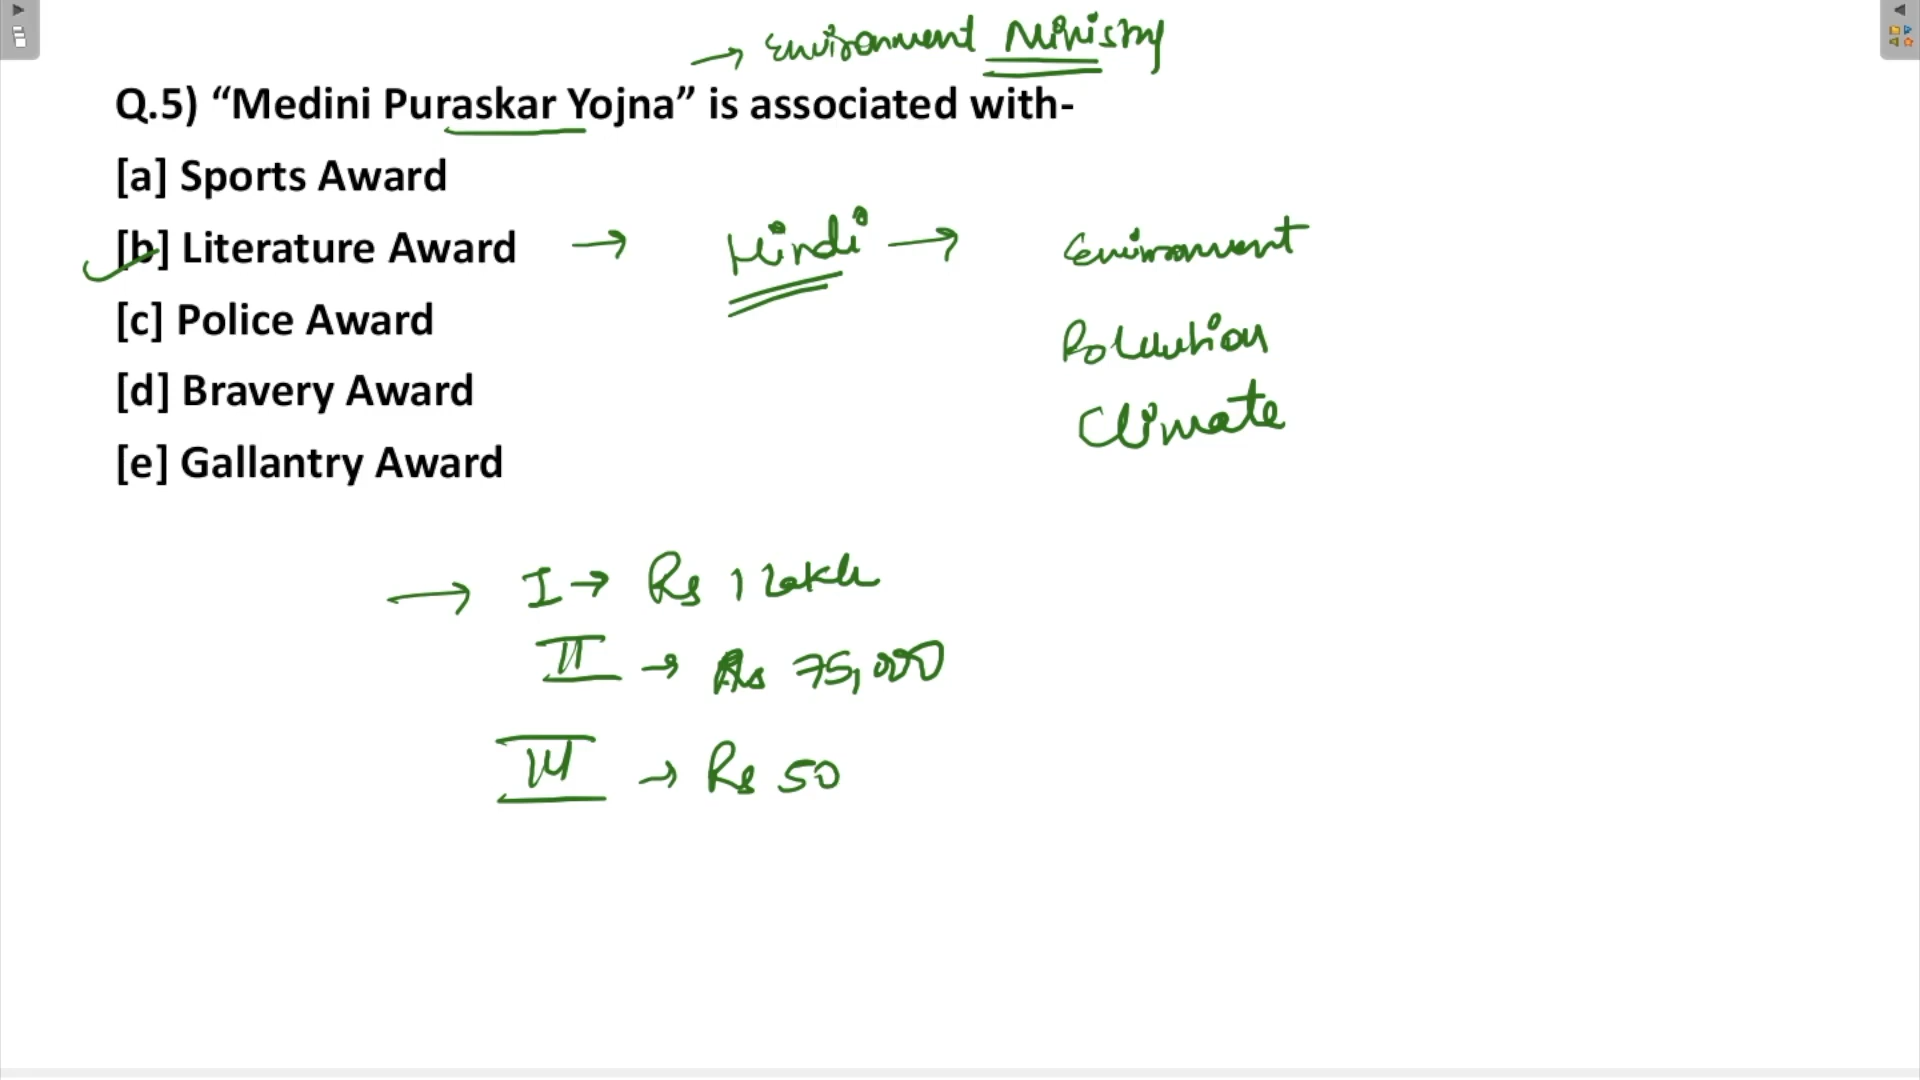 → Environment Ministry
Q.5) “Medini Puraskar Yojna” is associated with-
[a] Sports Award
[b] Literature Award → Hindi → Environment
Pollution
[c] Police Award
Climate
[d] Bravery Award
[e] Gallantry Award
→ I → Rs 1 Lakh
II → Rs 75,000
III → Rs 50